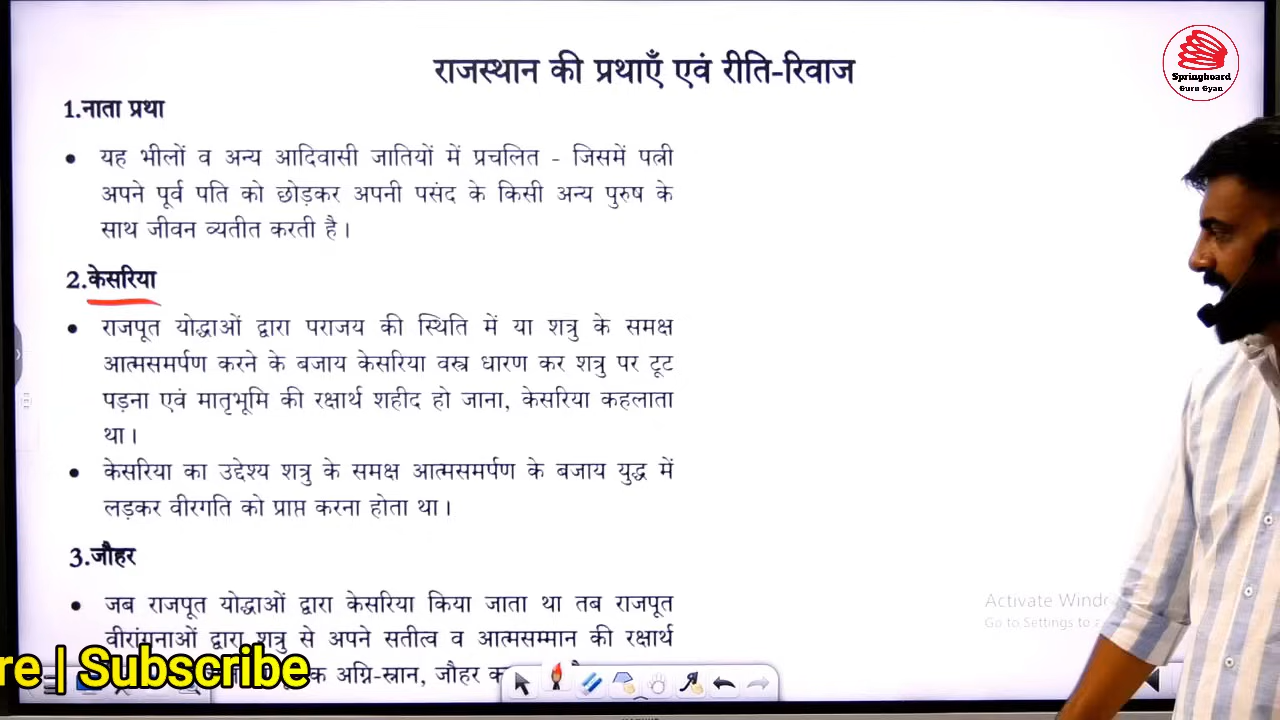 राजस्थान की प्रथाएँ एवं रीति-रिवाज
Springboard
Guru Gyan
1.नाता प्रथा
• यह भीलों व अन्य आदिवासी जातियों में प्रचलित - जिसमें पत्नी
अपने पूर्व पति को छोड़कर अपनी पसंद के किसी अन्य पुरुष के
साथ जीवन व्यतीत करती है।
2.केसरिया
• राजपूत योद्धाओं द्वारा पराजय की स्थिति में या शत्रु के समक्ष
आत्मसमर्पण करने के बजाय केसरिया वस्त्र धारण कर शत्रु पर टूट
पड़ना एवं मातृभूमि की रक्षार्थ शहीद हो जाना, केसरिया कहलाता
था।
• केसरिया का उद्देश्य शत्रु के समक्ष आत्मसमर्पण के बजाय युद्ध में
लड़कर वीरगति को प्राप्त करना होता था।
3.जौहर
• जब राजपूत योद्धाओं द्वारा केसरिया किया जाता था तब राजपूत
वीरांगनाओं द्वारा शत्रु से अपने सतीत्व व आत्मसम्मान की रक्षार्थ
अग्नि-स्नान, जौहर
Activate
Go to Settings to
| Subscribe